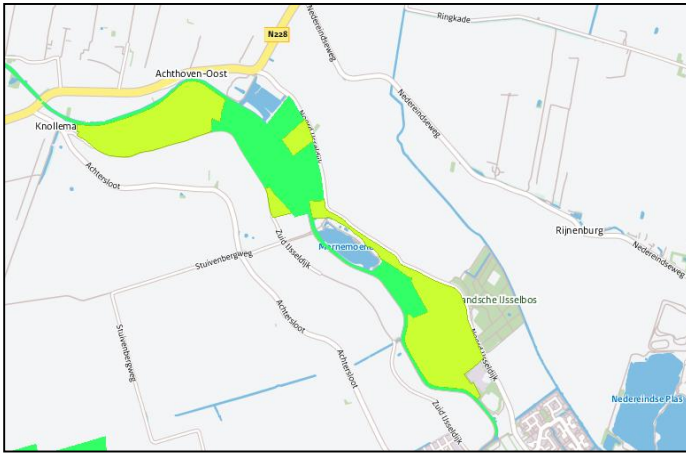 Ringkade
N228
Nedereindseweg
Achthoven-Oost
Nedereindseweg
Knollema
Achtersloot
Rijnenburg
Zuid IJsseldijk
Stuivenbergweg
Nedereindseweg
andsche IJsselbos
Achtersloot
Stuivenbergweg
Achtersloot
Nedereindse Plas
Zuid IJsseldijk